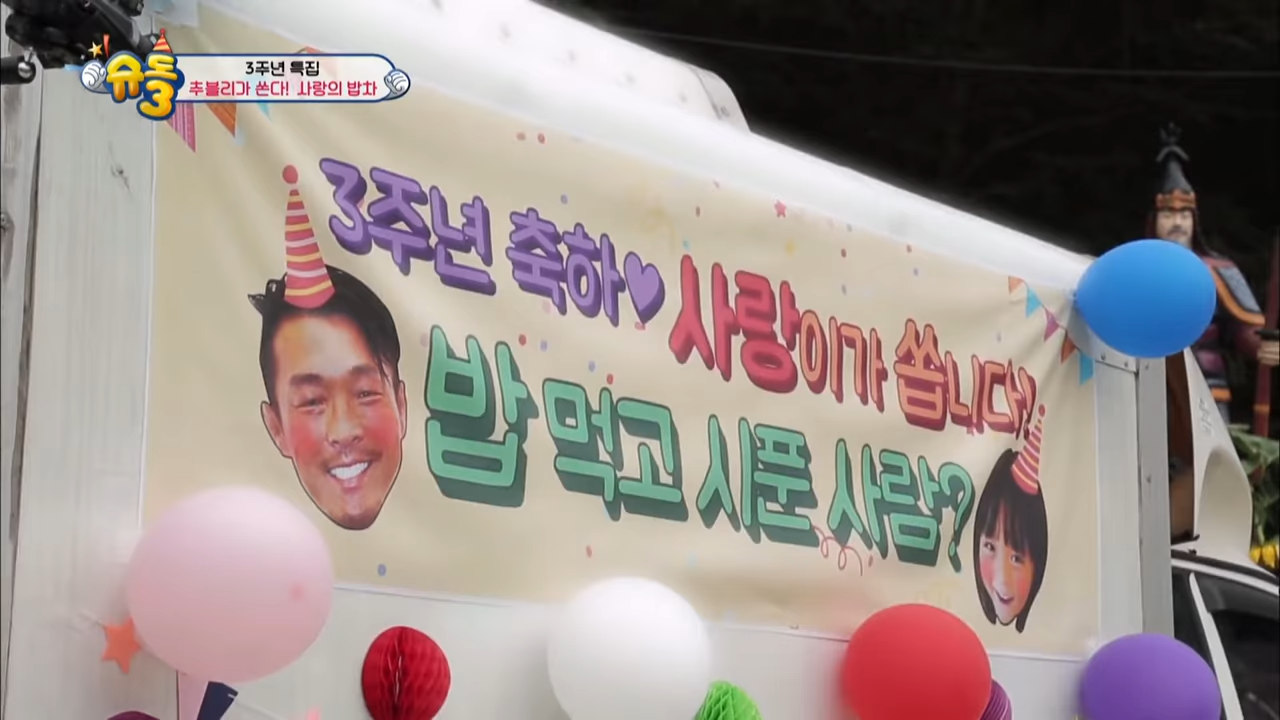 슈돌
3
3주년 특집
추블리가 쏜다! 사랑의 밥차
3주년 축하♥ 사랑이가 쏩니다!
밥 먹고 시푼 사람?